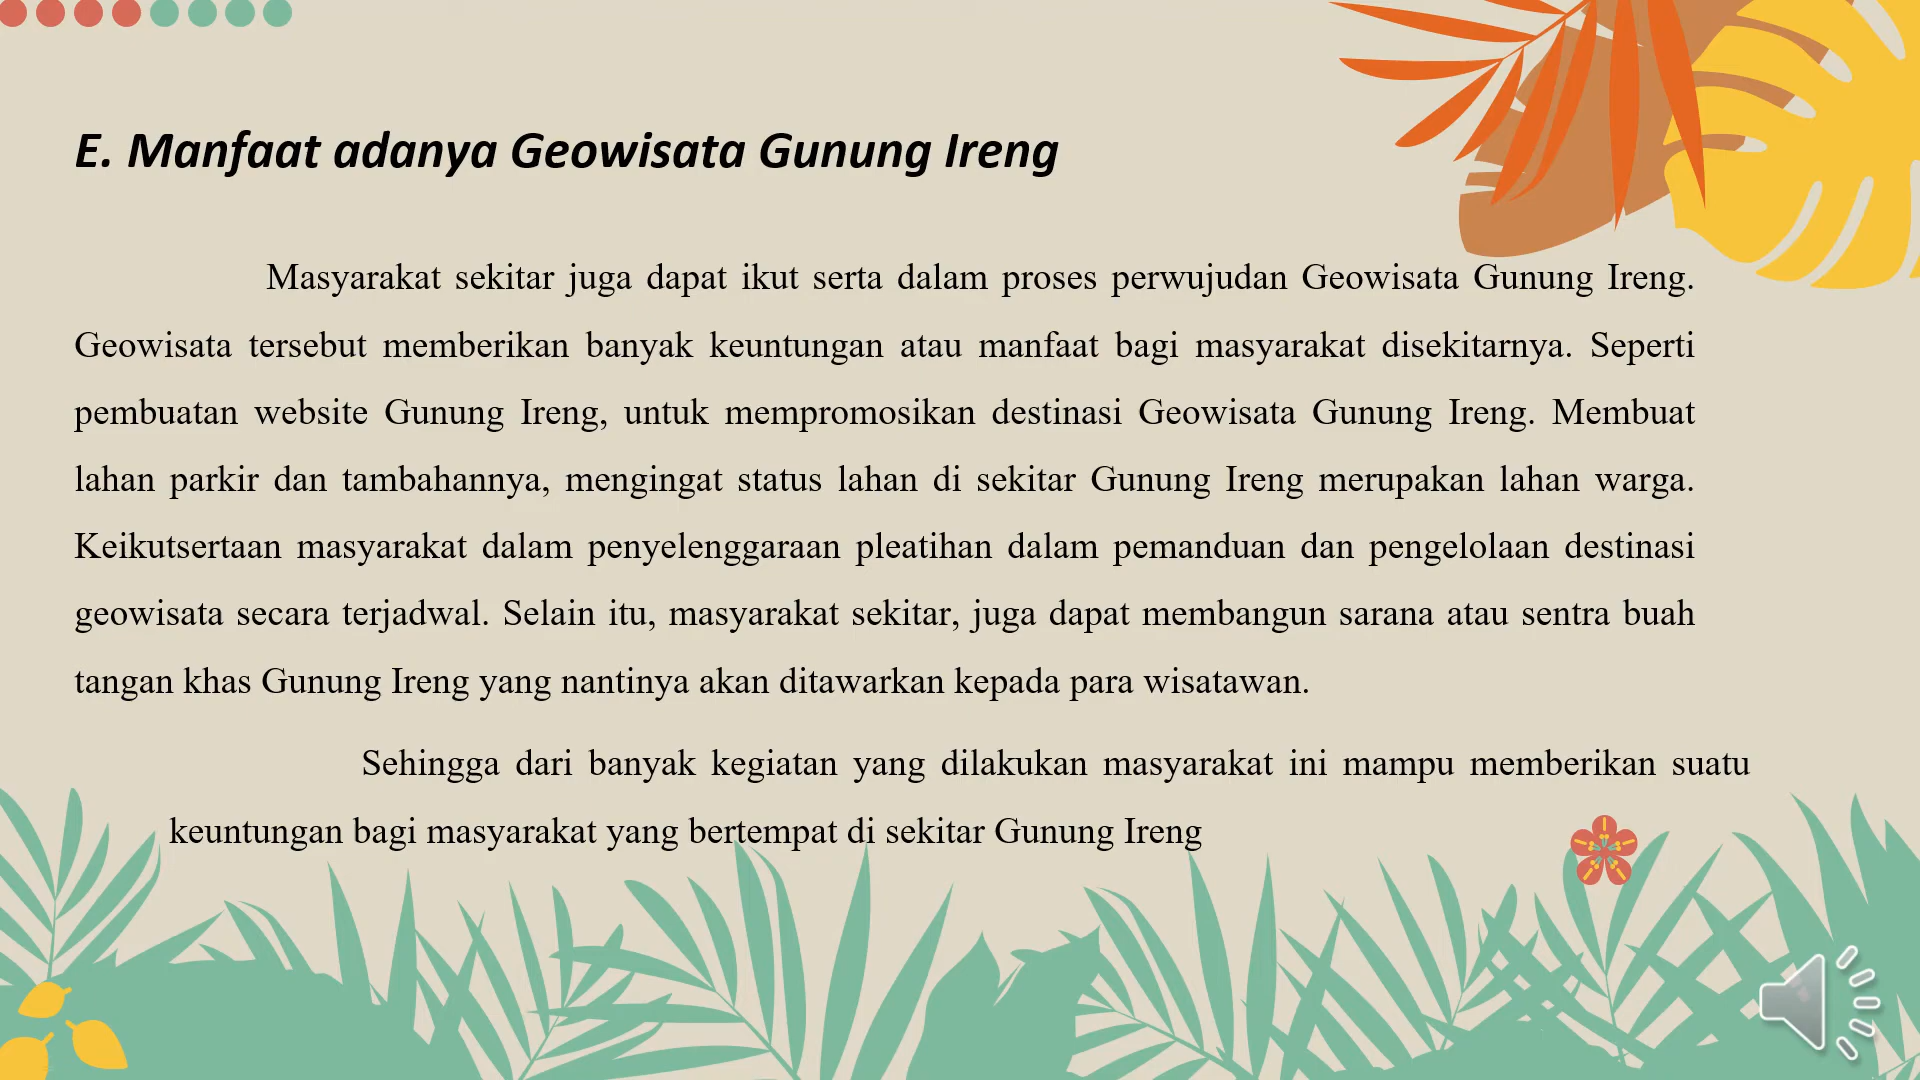 E. Manfaat adanya Geowisata Gunung Ireng
Masyarakat sekitar juga dapat ikut serta dalam proses perwujudan Geowisata Gunung Ireng.
Geowisata tersebut memberikan banyak keuntungan atau manfaat bagi masyarakat disekitarnya. Seperti
pembuatan website Gunung Ireng, untuk mempromosikan destinasi Geowisata Gunung Ireng. Membuat
lahan parkir dan tambahannya, mengingat status lahan di sekitar Gunung Ireng merupakan lahan warga.
Keikutsertaan masyarakat dalam penyelenggaraan pleatihan dalam pemanduan dan pengelolaan destinasi
geowisata secara terjadwal. Selain itu, masyarakat sekitar, juga dapat membangun sarana atau sentra buah
tangan khas Gunung Ireng yang nantinya akan ditawarkan kepada para wisatawan.
Sehingga dari banyak kegiatan yang dilakukan masyarakat ini mampu memberikan suatu
keuntungan bagi masyarakat yang bertempat di sekitar Gunung Ireng